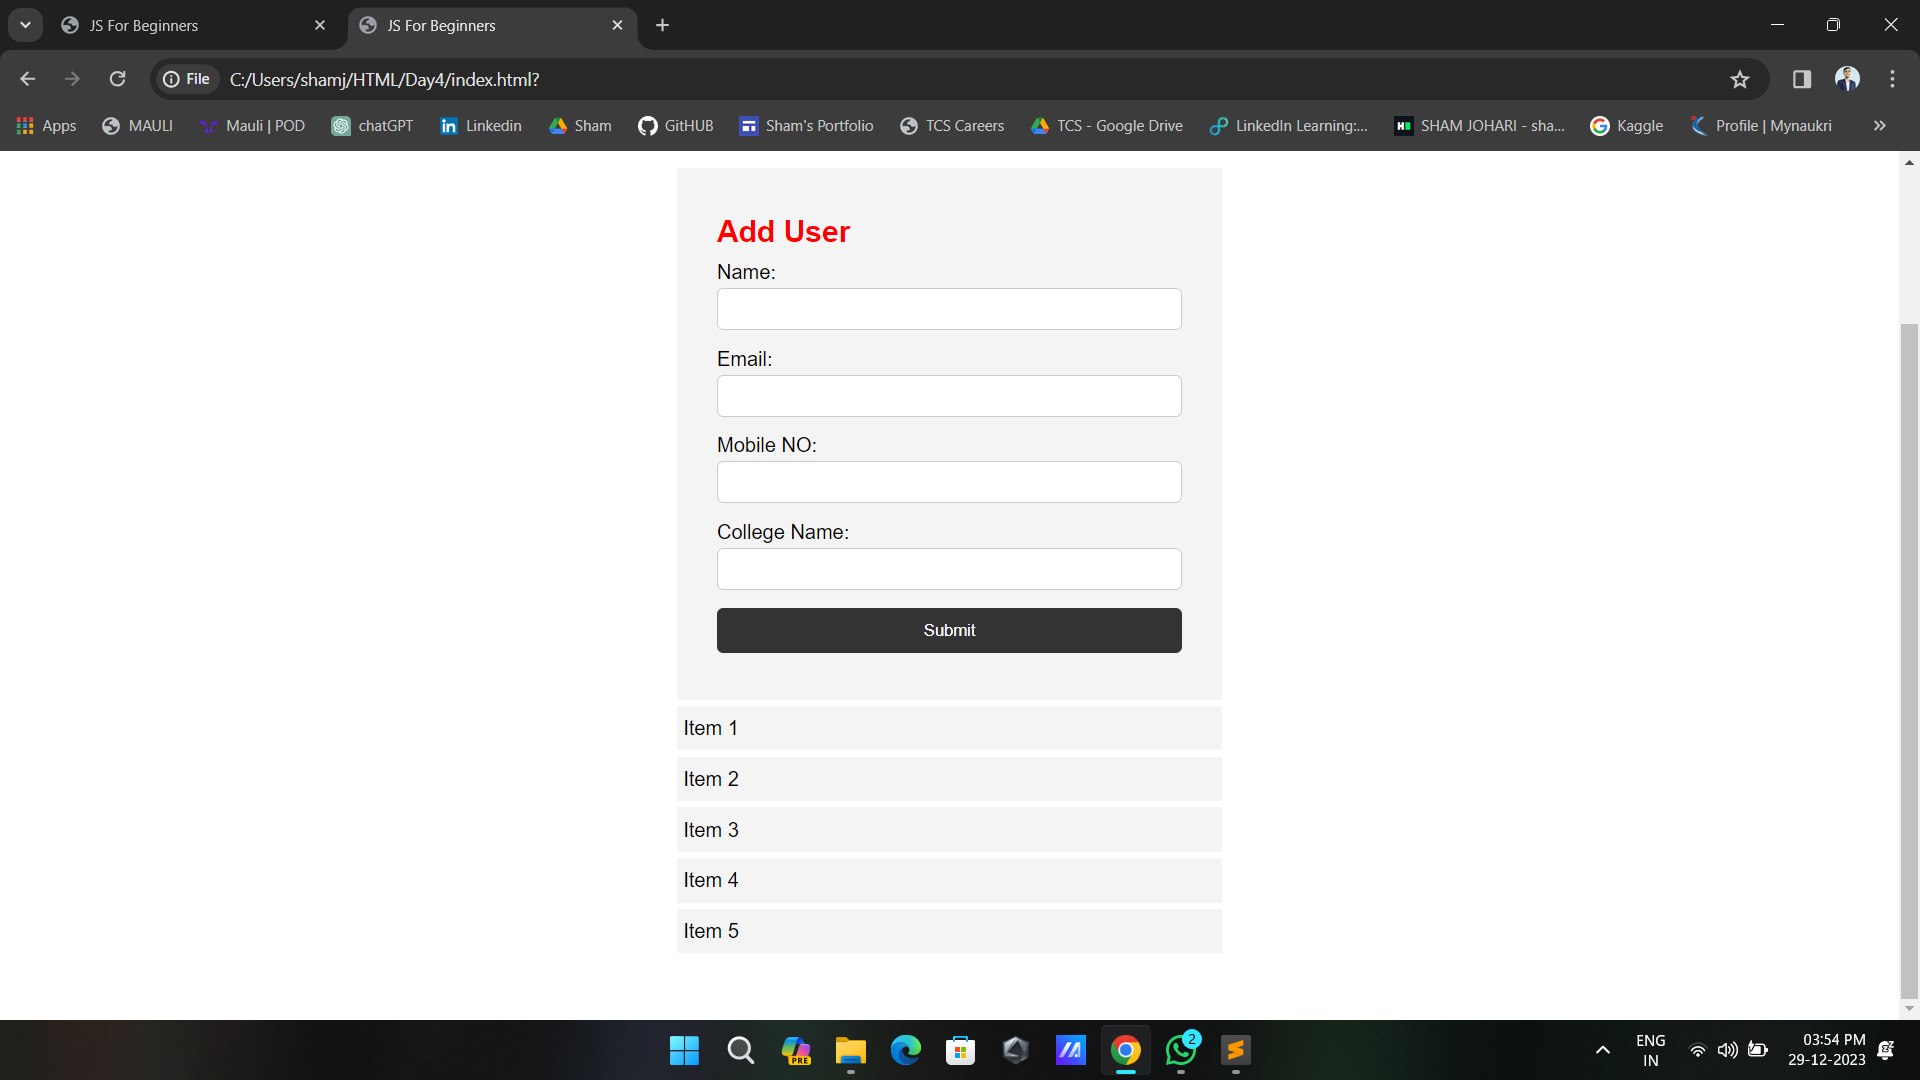 JS For Beginners
JS For Beginners
File C:/Users/shamj/HTML/Day4/index.html?
Apps MAULI Mauli | POD chatGPT Linkedin Sham GitHUB Sham's Portfolio TCS Careers TCS - Google Drive LinkedIn Learning:... SHAM JOHARI - sha... Kaggle Profile | Mynaukri
Add User
Name:
Email:
Mobile NO:
College Name:
Submit
Item 1
Item 2
Item 3
Item 4
Item 5
PRE
2
ENG
IN
03:54 PM
29-12-2023